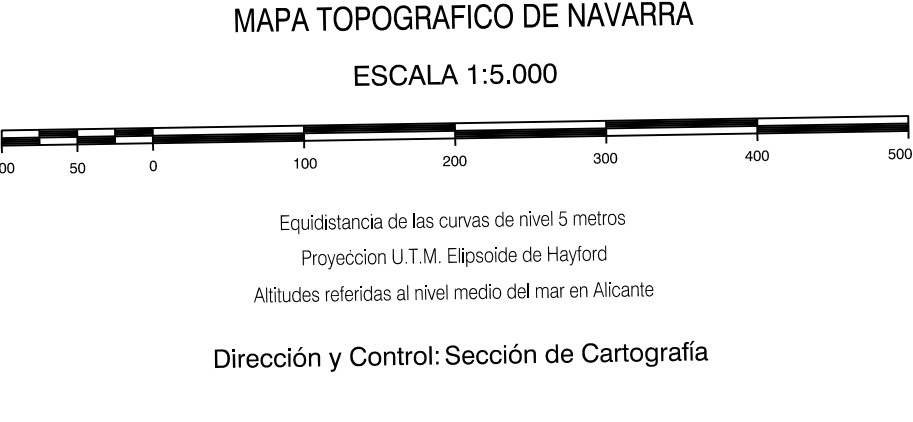 MAPA TOPOGRAFICO DE NAVARRA
ESCALA 1:5.000
50 0 100 200 300 400 500
Equidistancia de las curvas de nivel 5 metros
Proyeccion U.T.M. Elipsoide de Hayford
Altitudes referidas al nivel medio del mar en Alicante
Dirección y Control: Sección de Cartografía